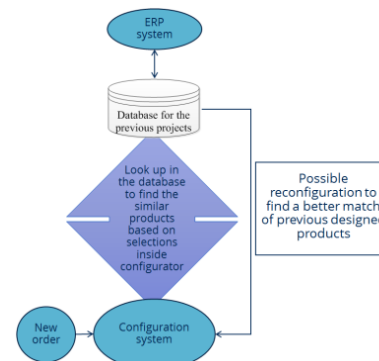 ERP
system
Database for the
previous projects
Look up in
the database
to find the
similar
products
based on
selections
inside
configurator
Possible
reconfiguration to
find a better match
of previous designed
products
New
order
Configuration
system